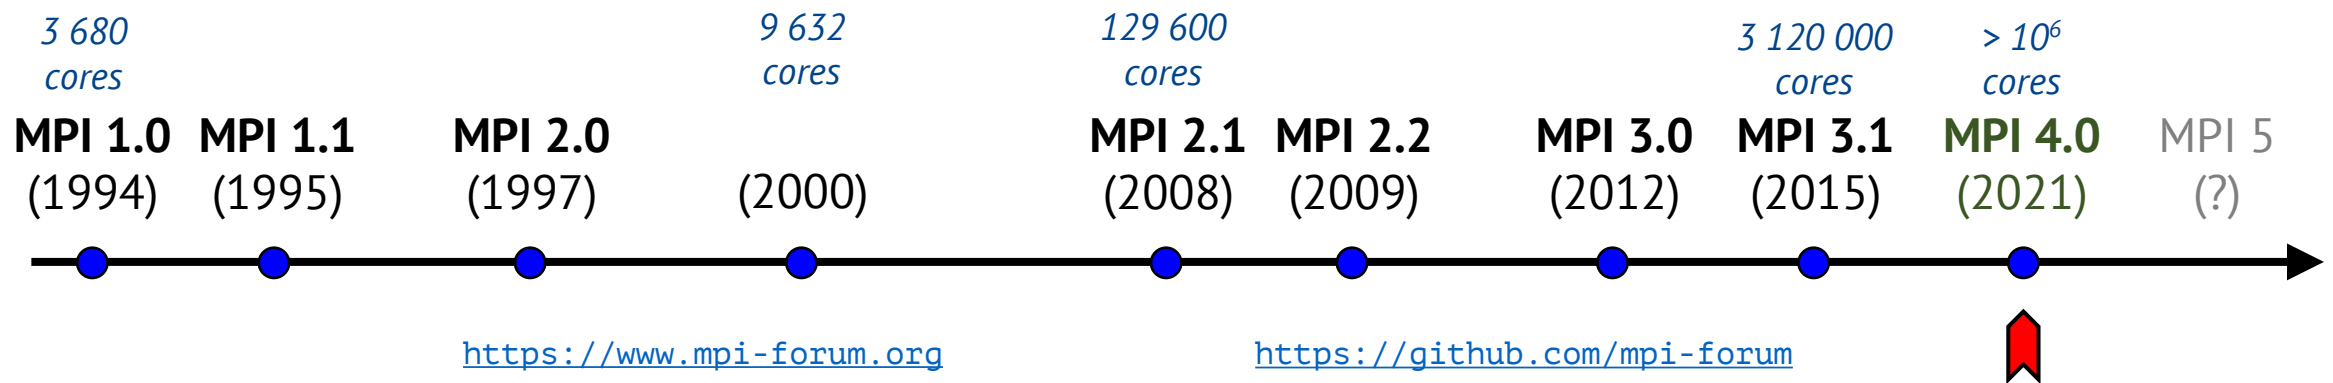 3 680
cores
9 632
cores
129 600
cores
3 120 000
cores
> 10⁶
cores
MPI 1.0
(1994)
MPI 1.1
(1995)
MPI 2.0
(1997)
(2000)
MPI 2.1
(2008)
MPI 2.2
(2009)
MPI 3.0
(2012)
MPI 3.1
(2015)
MPI 4.0
(2021)
MPI 5
(?)
https://www.mpi-forum.org
https://github.com/mpi-forum